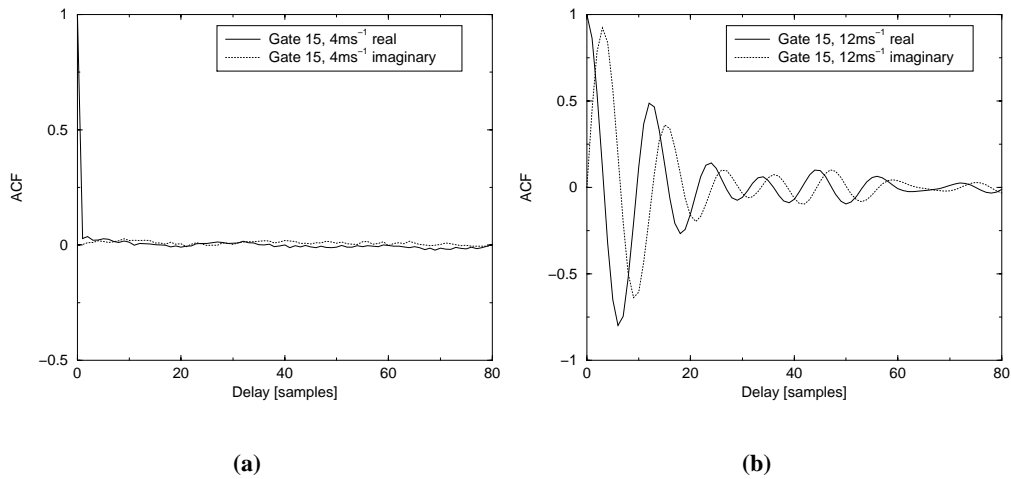 1
0.5
0
−0.5
ACF
Gate 15, 4ms⁻¹ real
Gate 15, 4ms⁻¹ imaginary
0
20
40
60
80
Delay [samples]
(a)
1
0.5
0
−0.5
−1
ACF
Gate 15, 12ms⁻¹ real
Gate 15, 12ms⁻¹ imaginary
0
20
40
60
80
Delay [samples]
(b)